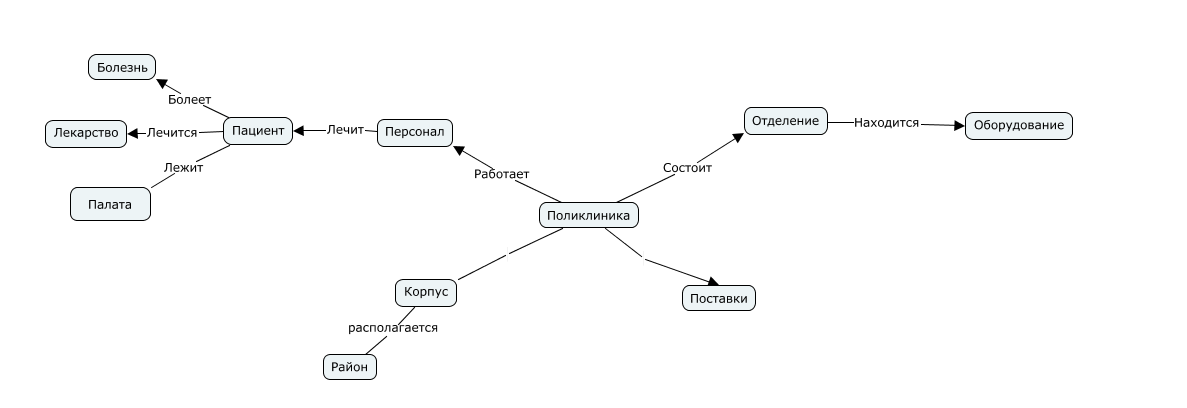 Болезнь
Болеет
Лекарство
Лечится
Пациент
Лечит
Персонал
Лежит
Палата
Работает
Отделение
Находится
Оборудование
Состоит
Поликлиника
Корпус
Поставки
располагается
Район